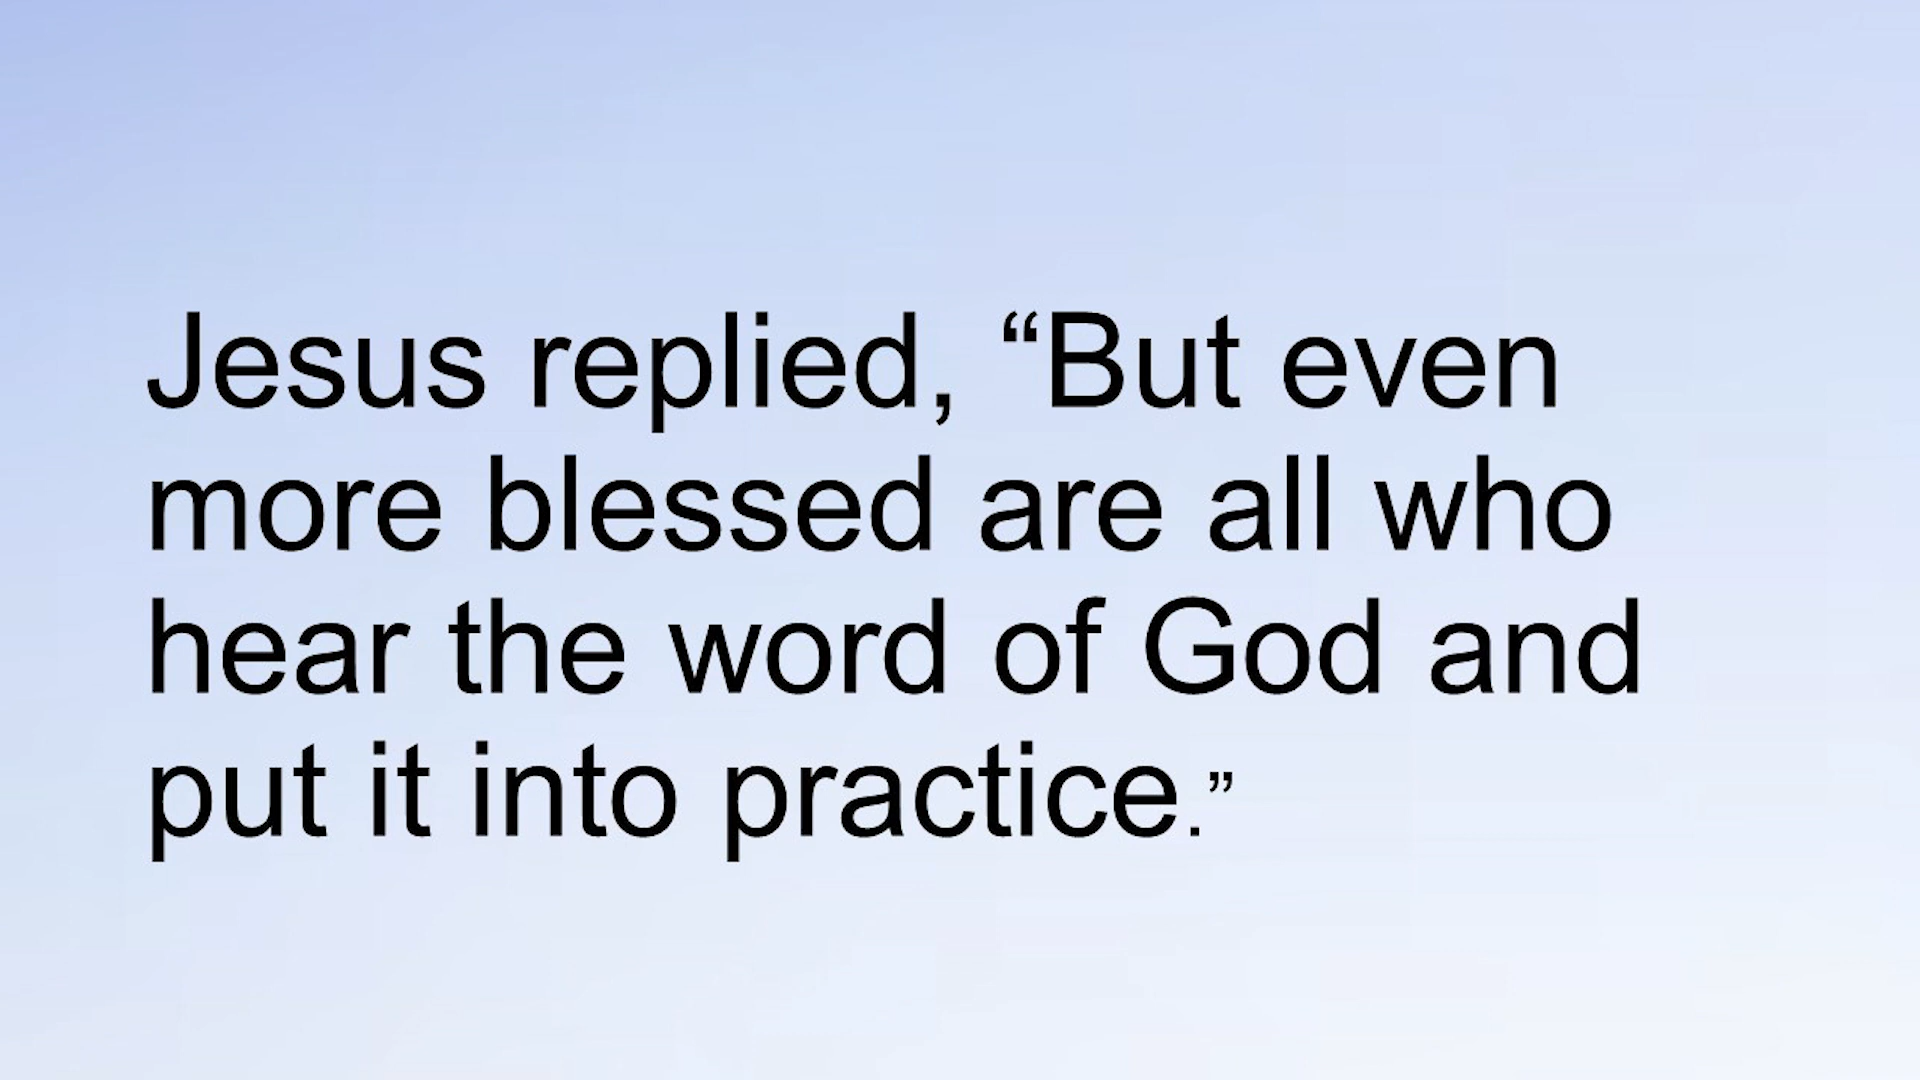 Jesus replied, “But even
more blessed are all who
hear the word of God and
put it into practice.”